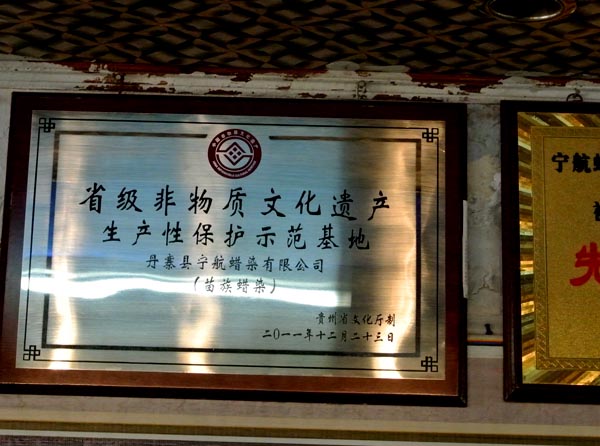 省级非物质文化遗产
生产性保护示范基地
丹寨县宁航蜡染有限公司
（苗族蜡染）
贵州省文化厅制
二〇一一年十二月二十三日
宁航蜡
先